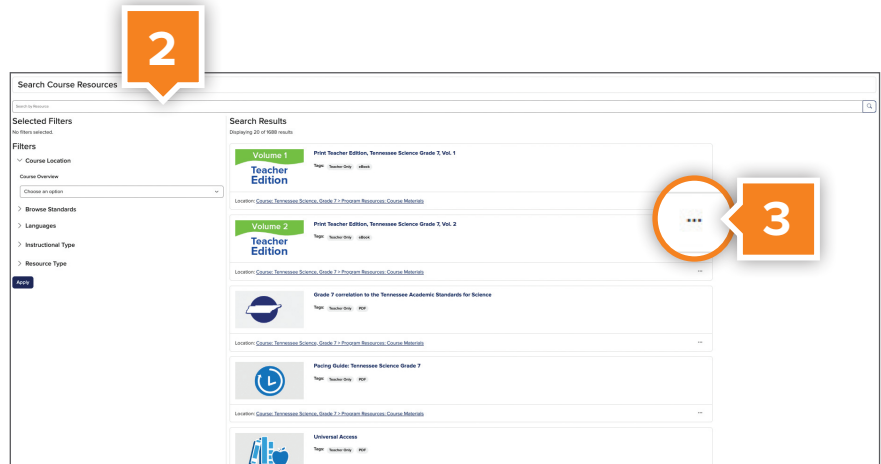 2
Search Course Resources
Search by Resource
Selected Filters
No filters selected.
Filters
Course Location
Course Overview
Choose an option
Browse Standards
Languages
Instructional Type
Resource Type
Apply
Search Results
Displaying 20 of 1688 results
Volume 1
Teacher
Edition
Print Teacher Edition, Tennessee Science Grade 7, Vol. 1
Tags: Teacher Only eBook
Location: Course: Tennessee Science, Grade 7 > Program Resources: Course Materials
...
3
Volume 2
Teacher
Edition
Print Teacher Edition, Tennessee Science Grade 7, Vol. 2
Tags: Teacher Only eBook
Location: Course: Tennessee Science, Grade 7 > Program Resources: Course Materials
...
Grade 7 correlation to the Tennessee Academic Standards for Science
Tags: Teacher Only PDF
Location: Course: Tennessee Science, Grade 7 > Program Resources: Course Materials
...
Pacing Guide: Tennessee Science Grade 7
Tags: Teacher Only PDF
Location: Course: Tennessee Science, Grade 7 > Program Resources: Course Materials
...
Universal Access
Tags: Teacher Only PDF